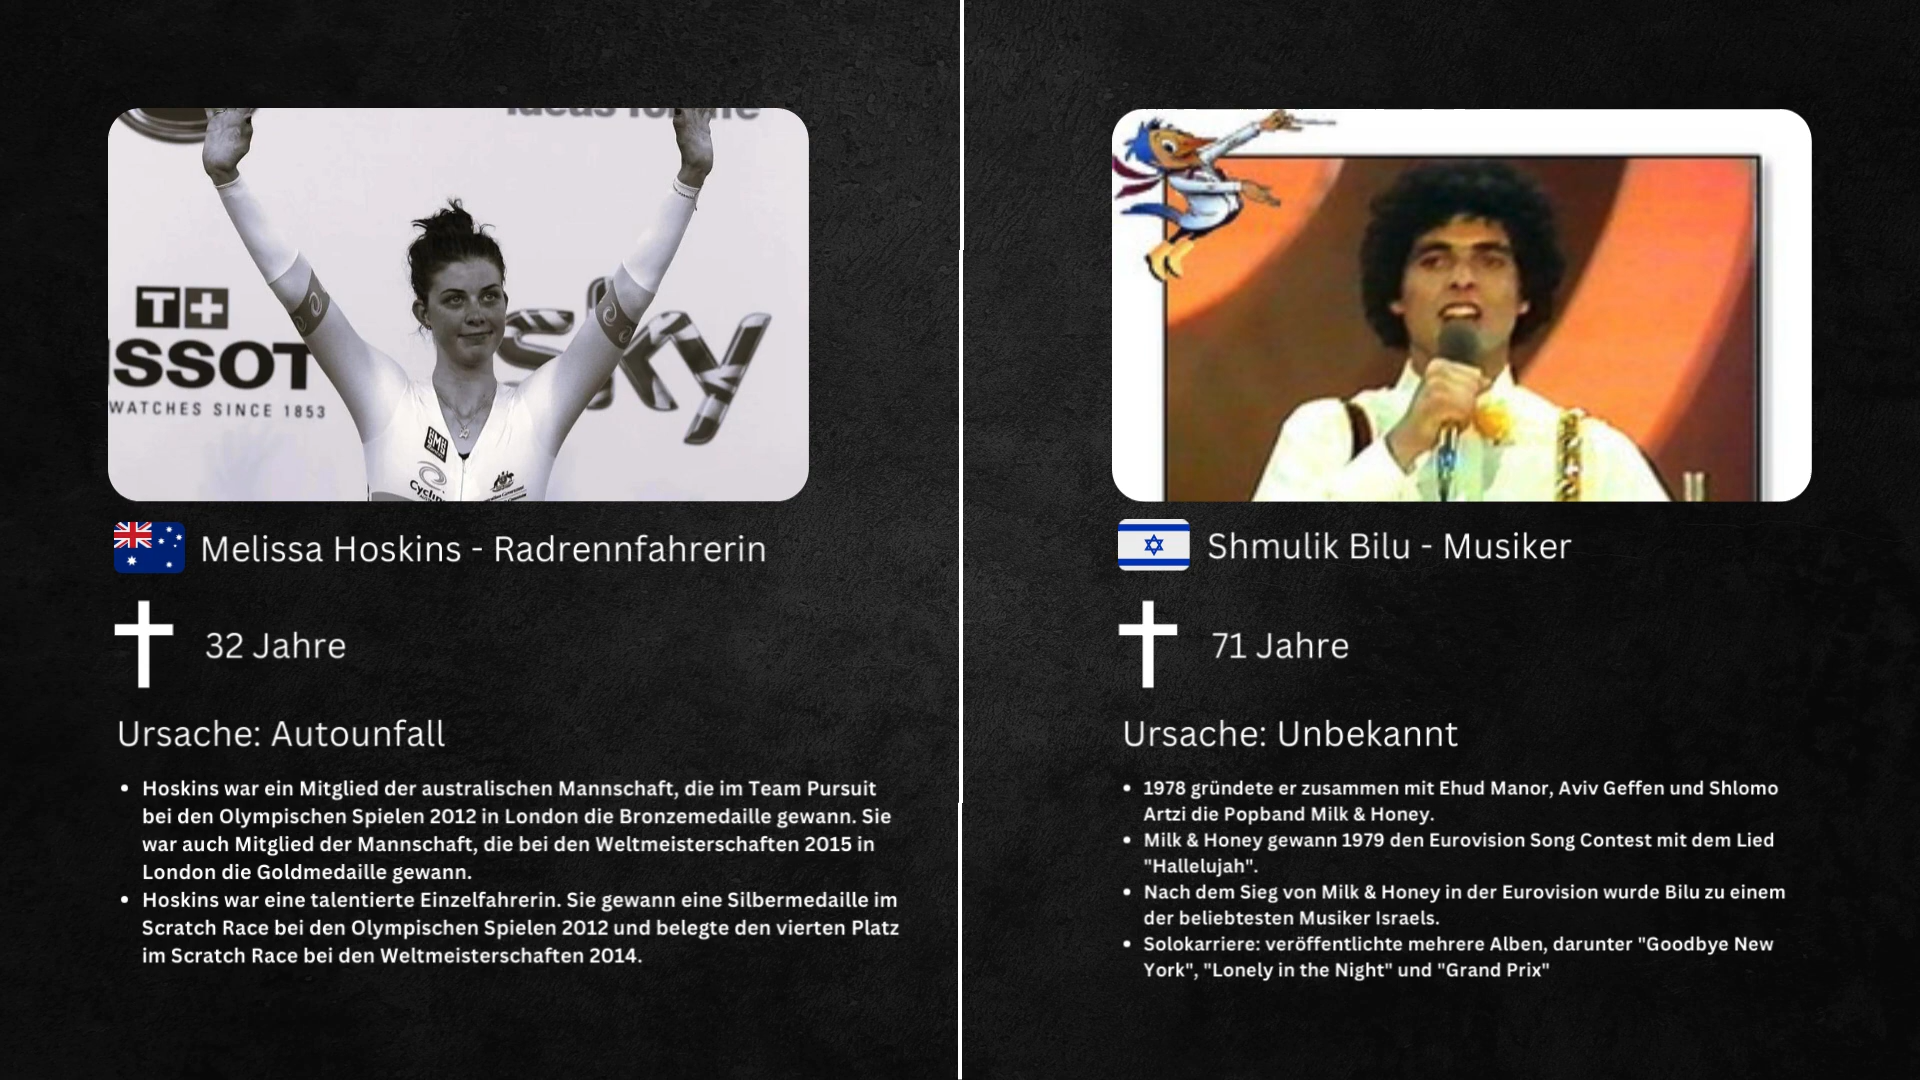 Ideas for life
T+
ISSOT
WATCHES SINCE 1853
sky
SMS
Cyclin
Melissa Hoskins - Radrennfahrerin
32 Jahre
Ursache: Autounfall
• Hoskins war ein Mitglied der australischen Mannschaft, die im Team Pursuit
bei den Olympischen Spielen 2012 in London die Bronzemedaille gewann. Sie
war auch Mitglied der Mannschaft, die bei den Weltmeisterschaften 2015 in
London die Goldmedaille gewann.
• Hoskins war eine talentierte Einzelfahrerin. Sie gewann eine Silbermedaille im
Scratch Race bei den Olympischen Spielen 2012 und belegte den vierten Platz
im Scratch Race bei den Weltmeisterschaften 2014.
Shmulik Bilu - Musiker
71 Jahre
Ursache: Unbekannt
• 1978 gründete er zusammen mit Ehud Manor, Aviv Geffen und Shlomo
Artzi die Popband Milk & Honey.
• Milk & Honey gewann 1979 den Eurovision Song Contest mit dem Lied
"Hallelujah".
• Nach dem Sieg von Milk & Honey in der Eurovision wurde Bilu zu einem
der beliebtesten Musiker Israels.
• Solokarriere: veröffentlichte mehrere Alben, darunter "Goodbye New
York", "Lonely in the Night" und "Grand Prix"